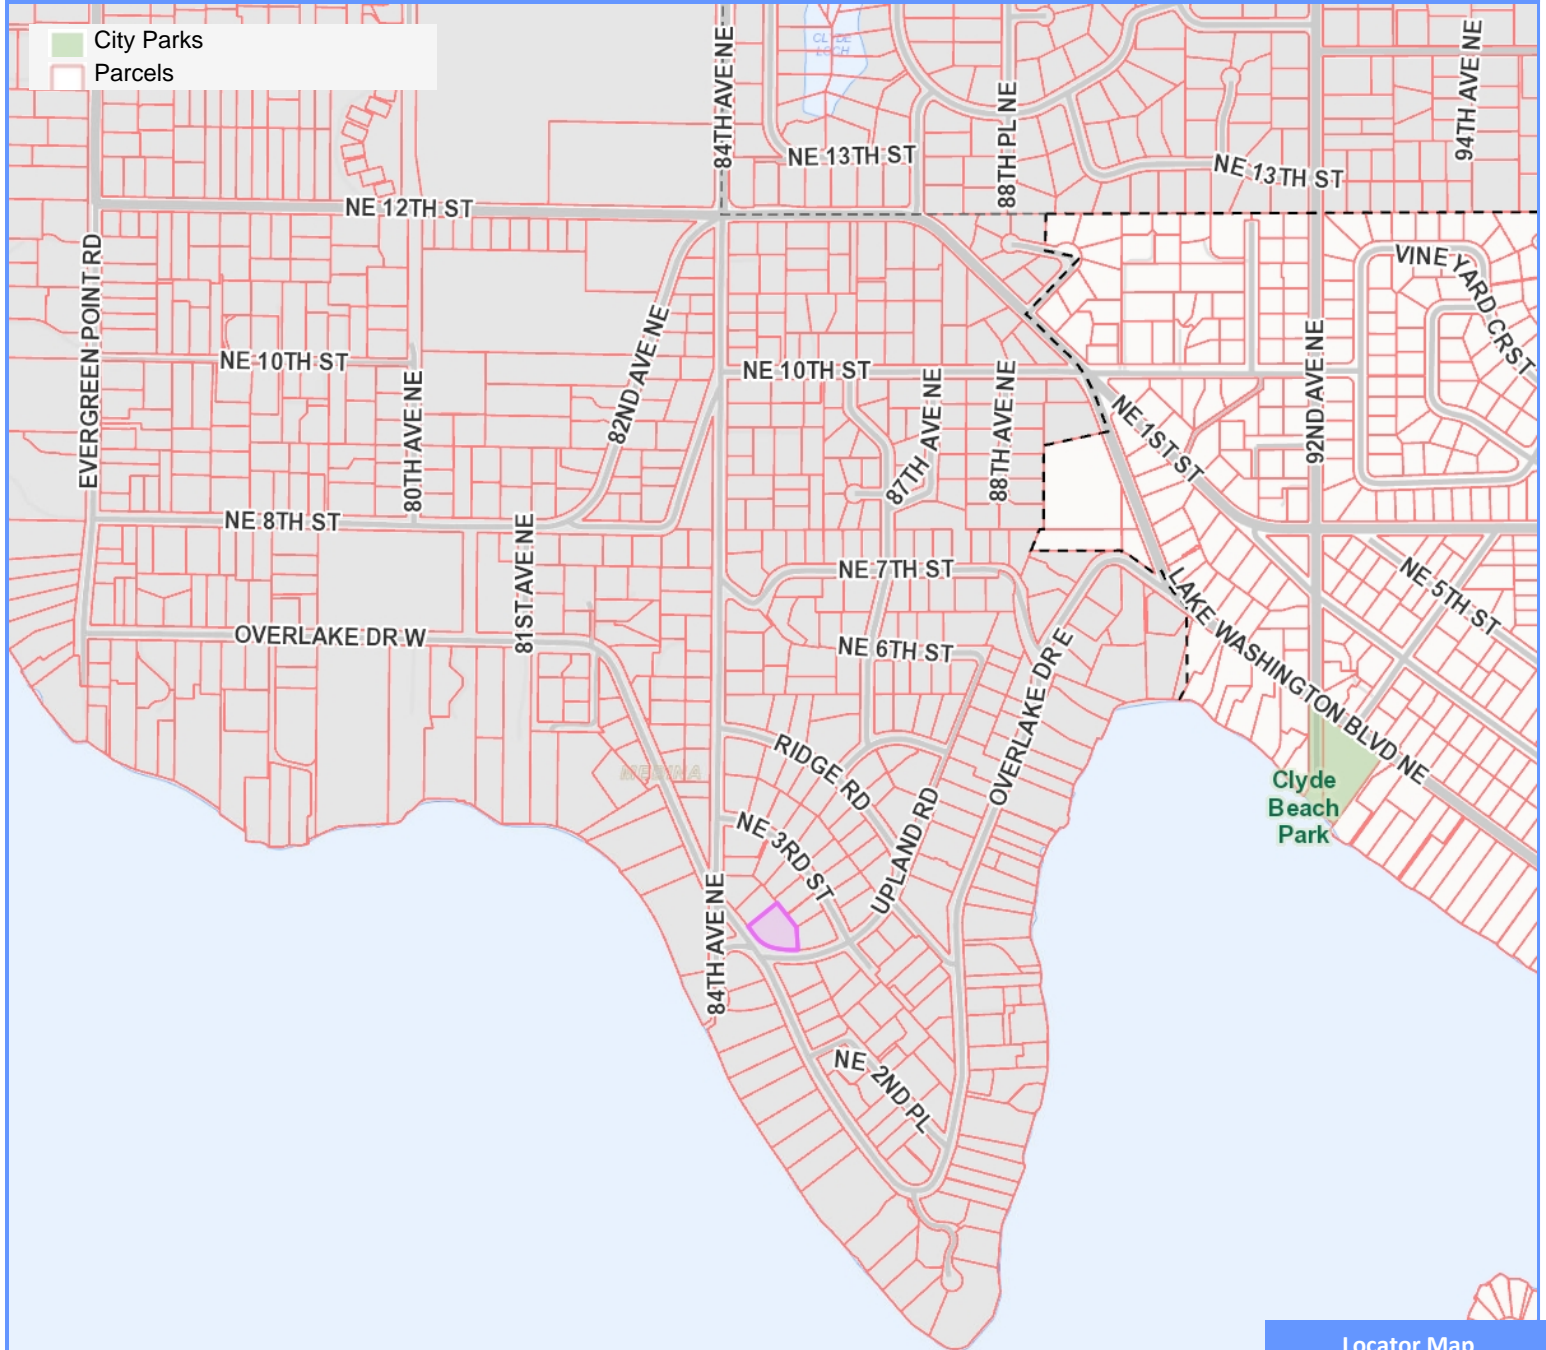 City Parks
Parcels
CLYDE
LOCH
84TH AVE NE
88TH PL NE
94TH AVE NE
NE 13TH ST
NE 13TH ST
NE 12TH ST
EVERGREEN POINT RD
VINEYARD CRST
82ND AVE NE
92ND AVE NE
NE 10TH ST
NE 10TH ST
80TH AVE NE
87TH AVE NE
88TH AVE NE
NE 1ST ST
NE 8TH ST
81ST AVE NE
NE 7TH ST
NE 5TH ST
LAKE WASHINGTON BLVD NE
OVERLAKE DR W
NE 6TH ST
OVERLAKE DR E
MEDINA
RIDGE RD
UPLAND RD
Clyde
Beach
Park
NE 3RD ST
84TH AVE NE
NE 2ND PL
Locator Map